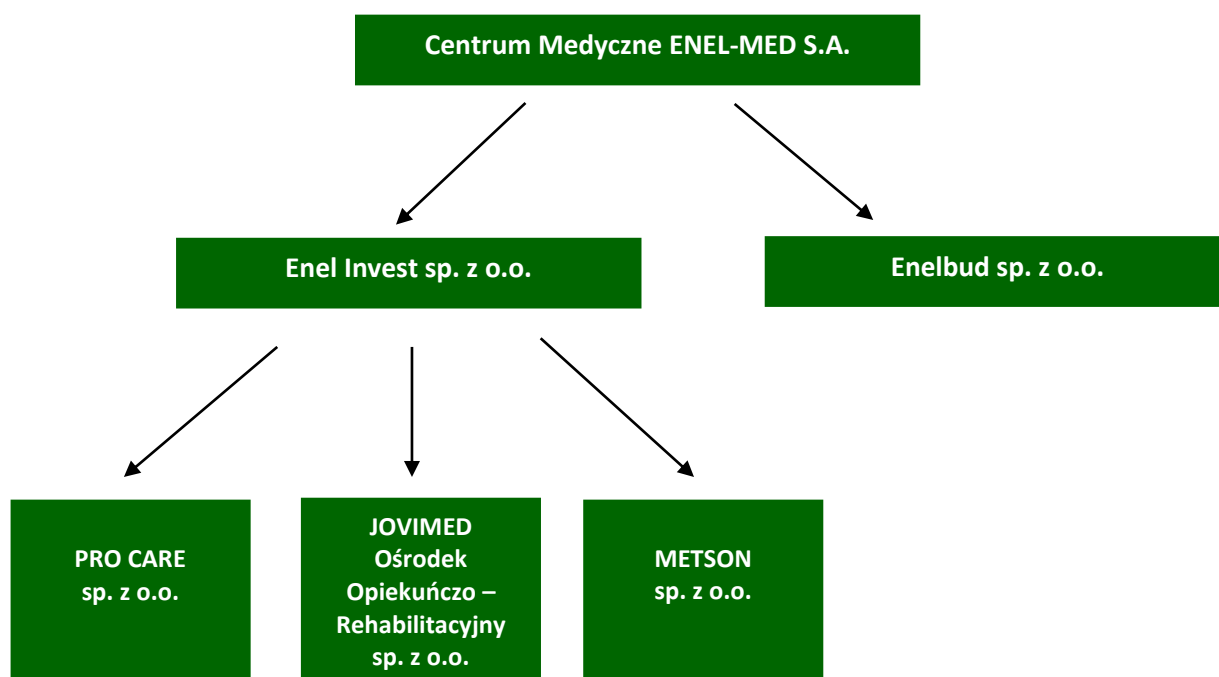 Centrum Medyczne ENEL-MED S.A.
Enel Invest sp. z o.o.
Enelbud sp. z o.o.
PRO CARE
sp. z o.o.
JOVIMED
Ośrodek
Opiekuńczo –
Rehabilitacyjny
sp. z o.o.
METSON
sp. z o.o.